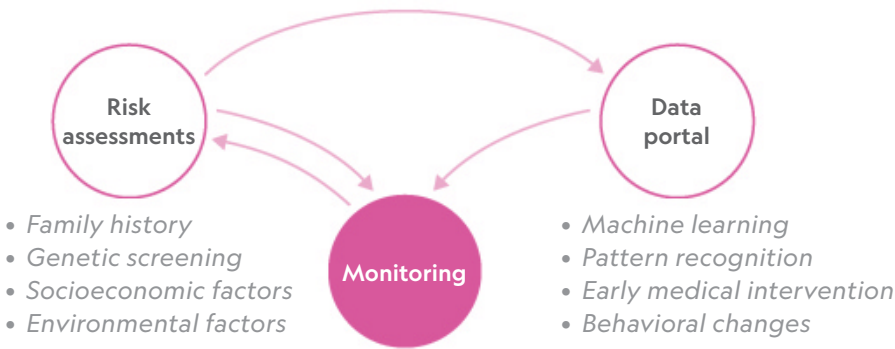 Risk
assessments
Data
portal
Monitoring
• Family history
• Genetic screening
• Socioeconomic factors
• Environmental factors
• Machine learning
• Pattern recognition
• Early medical intervention
• Behavioral changes